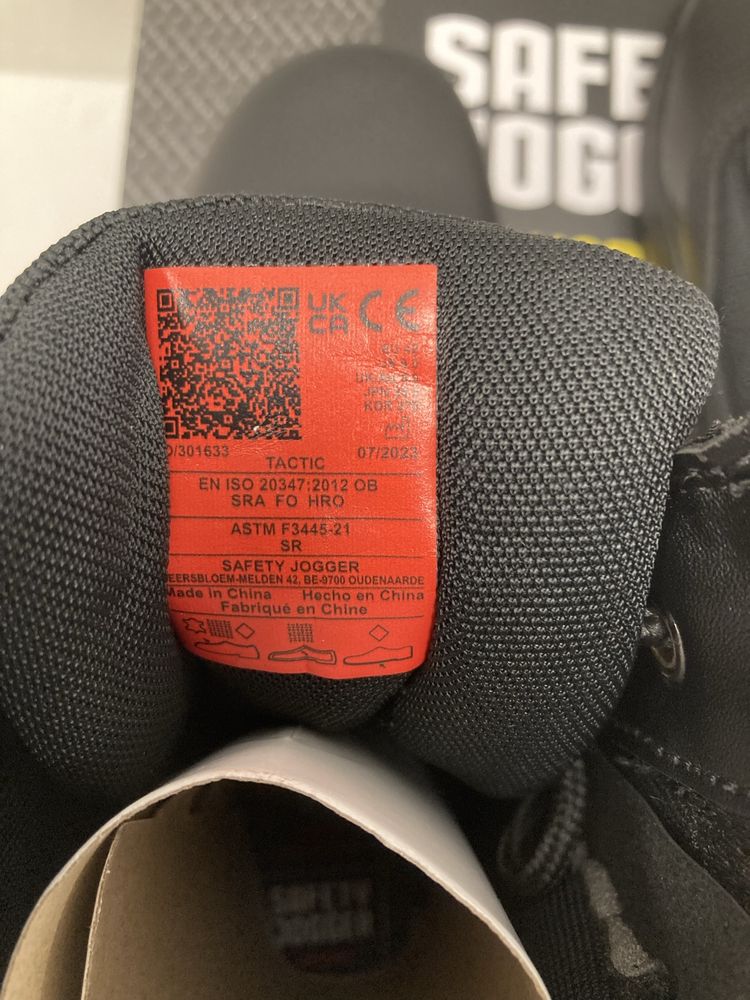 SAFE
JOGG
UK
CA
CE
07/2023
/301633
TACTIC
EN ISO 20347:2012 OB
SRA FO HRO
ASTM F3445-21
SR
SAFETY JOGGER
EERSBLOEM-MELDEN 42, BE-9700 OUDENAARDE
Made in China Hecho en China
Fabriqué en Chine
SAFETY
JOGGER